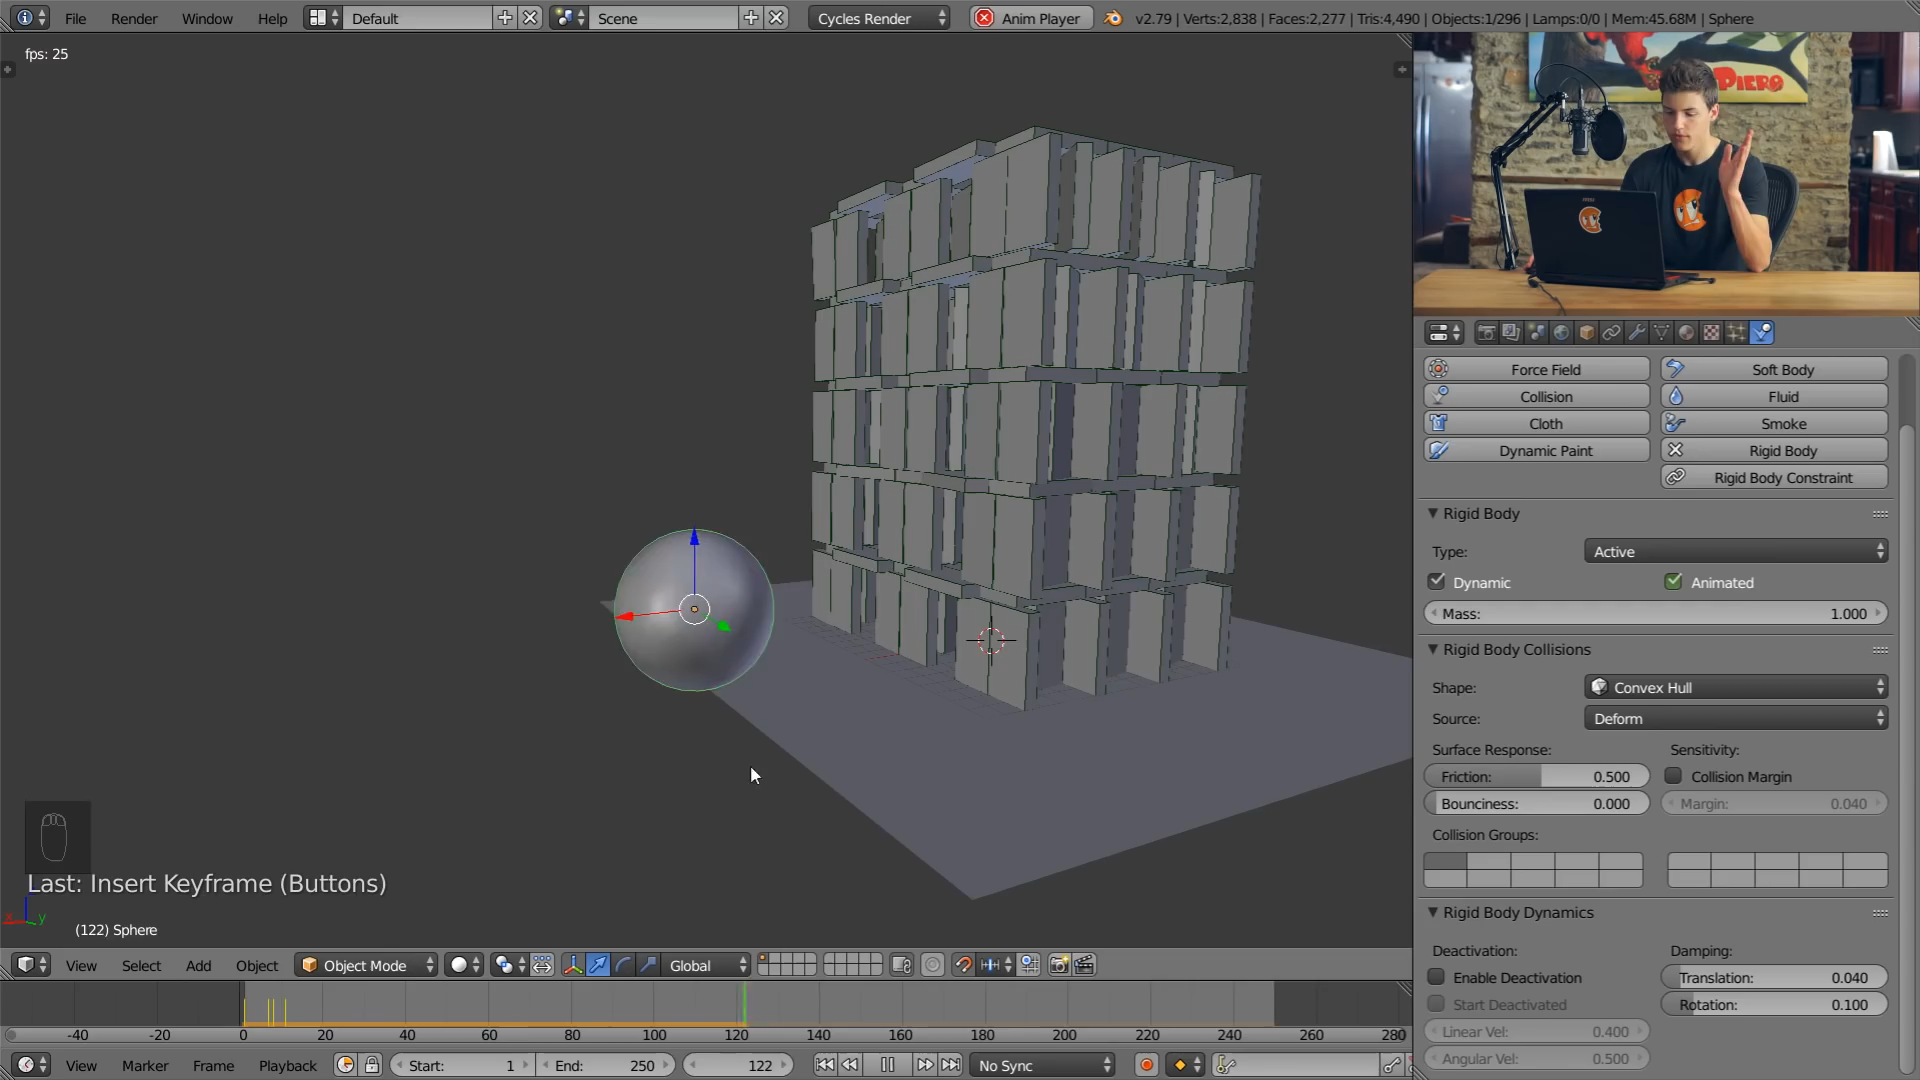 File Render Window Help Default Scene Cycles Render Anim Player v2.79 | Verts:2,838 | Faces:2,277 | Tris:4,490 | Objects:1/296 | Lamps:0/0 | Mem:45.68M | Sphere
fps: 25
PIERO
Force Field Soft Body
Collision Fluid
Cloth Smoke
Dynamic Paint Rigid Body
Rigid Body Constraint
Rigid Body
Type: Active
Dynamic Animated
Mass: 1.000
Rigid Body Collisions
Shape: Convex Hull
Source: Deform
Surface Response: Sensitivity:
Friction: 0.500 Collision Margin
Bounciness: 0.000 Margin: 0.040
Collision Groups:
Rigid Body Dynamics
Deactivation: Damping:
Enable Deactivation Translation: 0.040
Start Deactivated Rotation: 0.100
Linear Vel: 0.400
Angular Vel: 0.500
Last: Insert Keyframe (Buttons)
x y
(122) Sphere
View Select Add Object Object Mode Global
-40 -20 0 20 40 60 80 100 120 140 160 180 200 220 240 260 280
View Marker Frame Playback Start: 1 End: 250 122 No Sync